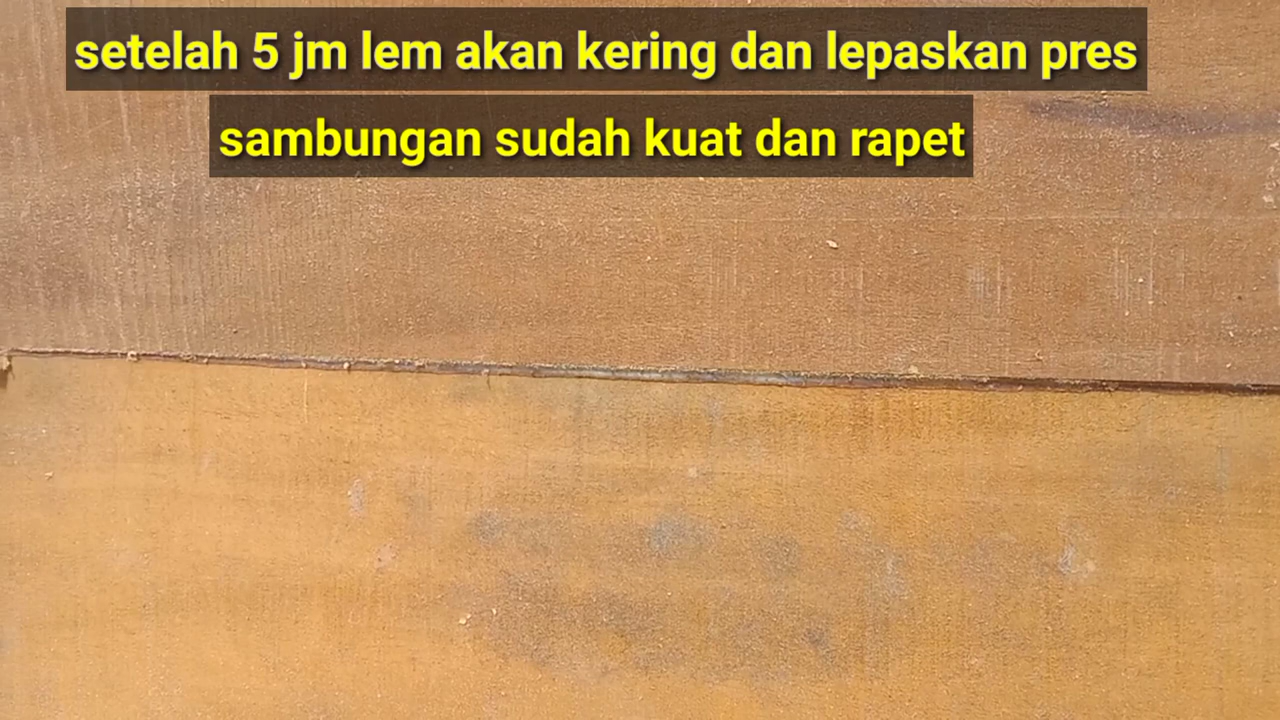 setelah 5 jm lem akan kering dan lepaskan pres
sambungan sudah kuat dan rapet